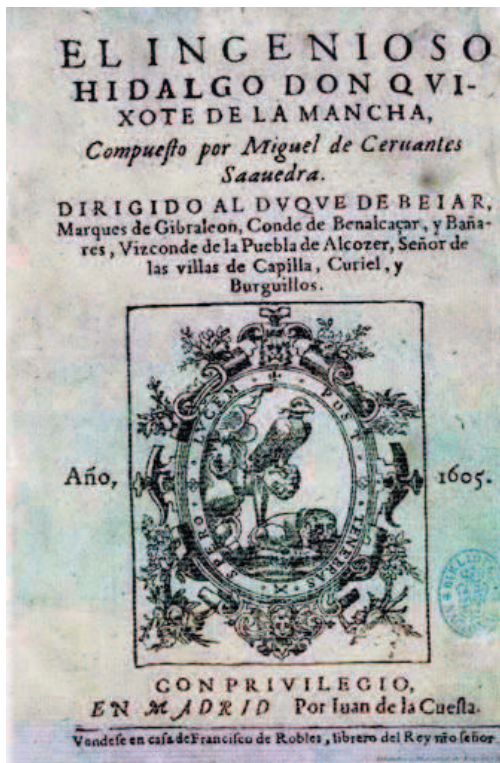 EL INGENIOSO
HIDALGO DON QVI-
XOTE DE LA MANCHA,
Compuesto por Miguel de Ceruantes
Saauedra.
DIRIGIDO AL DVQVE DE BEIAR,
Marques de Gibraleon, Conde de Benalcaçar, y Baña-
res, Vizconde de la Puebla de Alcozer, Señor de
las villas de Capilla, Curiel, y
Burguillos.
SPERO LVCEM POST TENEBRAS
Año, 1605.
CON PRIVILEGIO,
EN MADRID Por Iuan de la Cuesta.
Vendese en casa de Francisco de Robles, librero del Rey nro señor